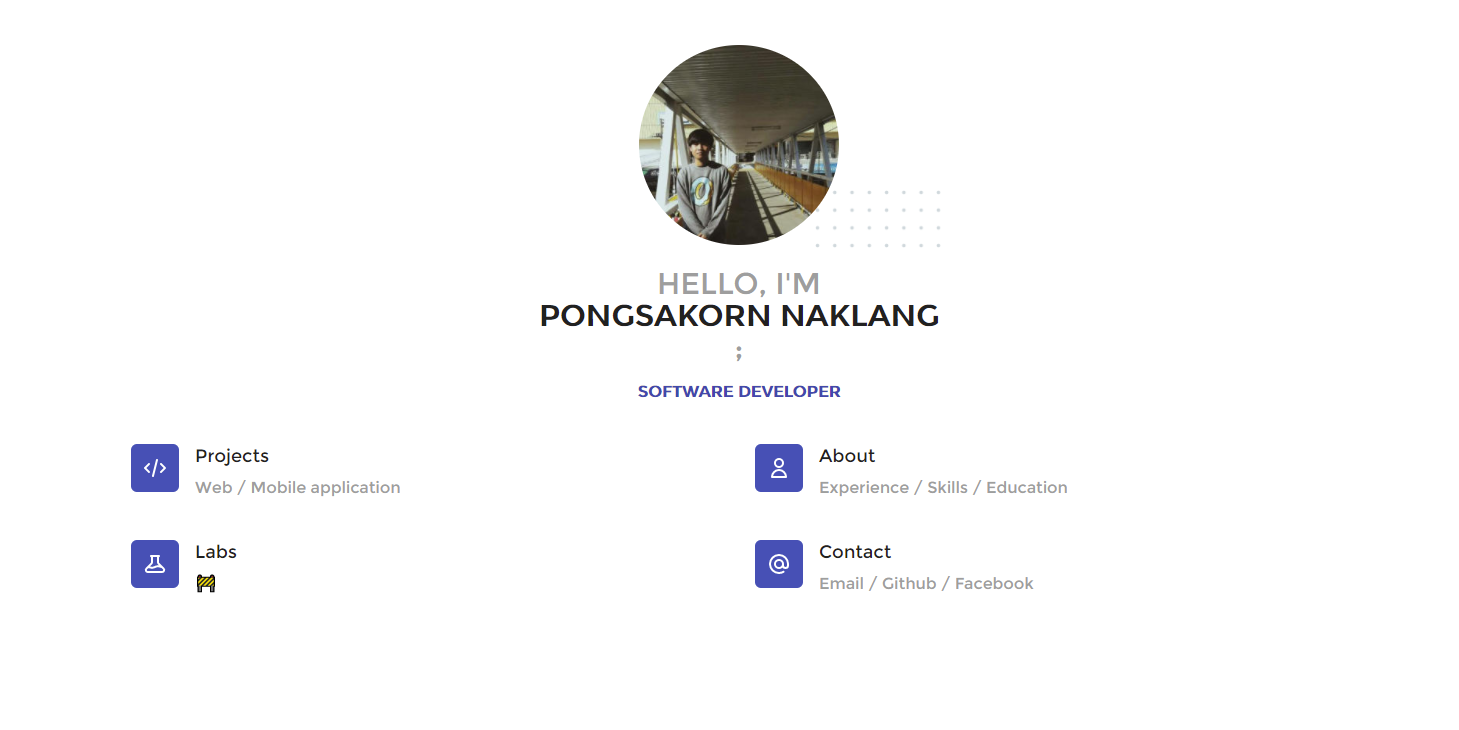 HELLO, I'M
PONGSAKORN NAKLANG
;
SOFTWARE DEVELOPER
Projects
Web / Mobile application
About
Experience / Skills / Education
Labs
🚧
Contact
Email / Github / Facebook